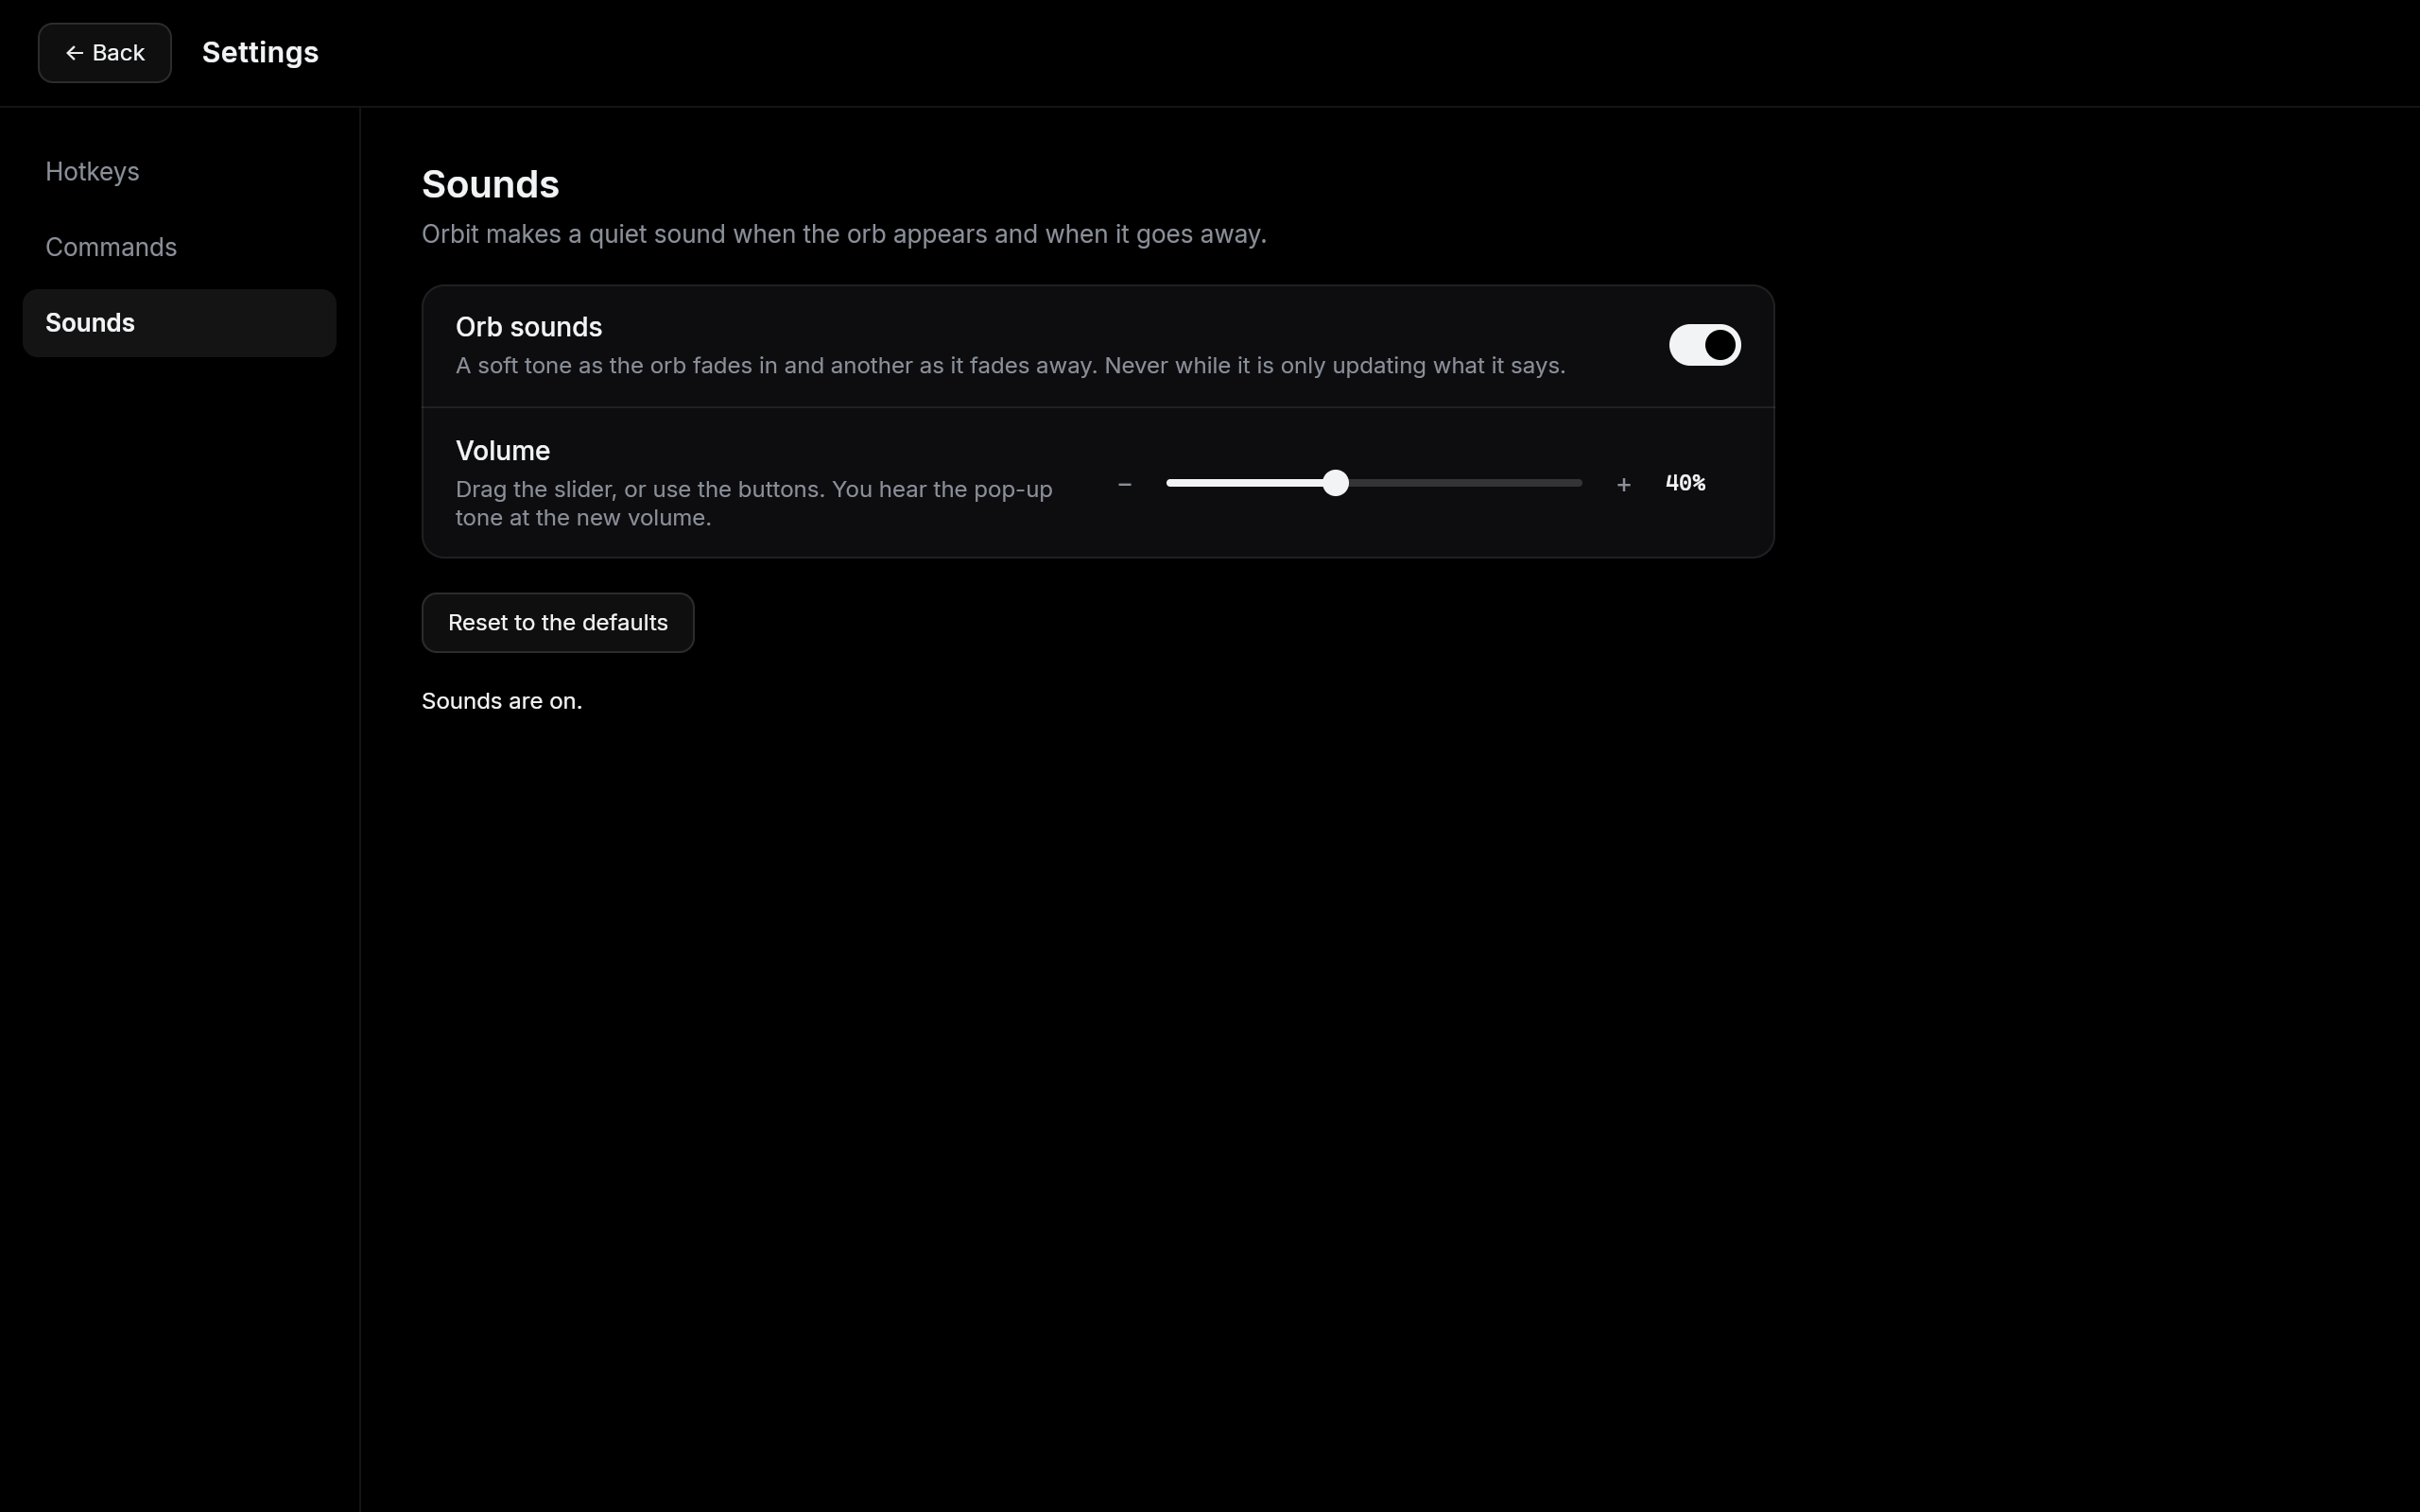 ← Back
Settings
Hotkeys
Commands
Sounds
Sounds
Orbit makes a quiet sound when the orb appears and when it goes away.
Orb sounds
A soft tone as the orb fades in and another as it fades away. Never while it is only updating what it says.
Volume
Drag the slider, or use the buttons. You hear the pop-up
tone at the new volume.
− + 40%
Reset to the defaults
Sounds are on.